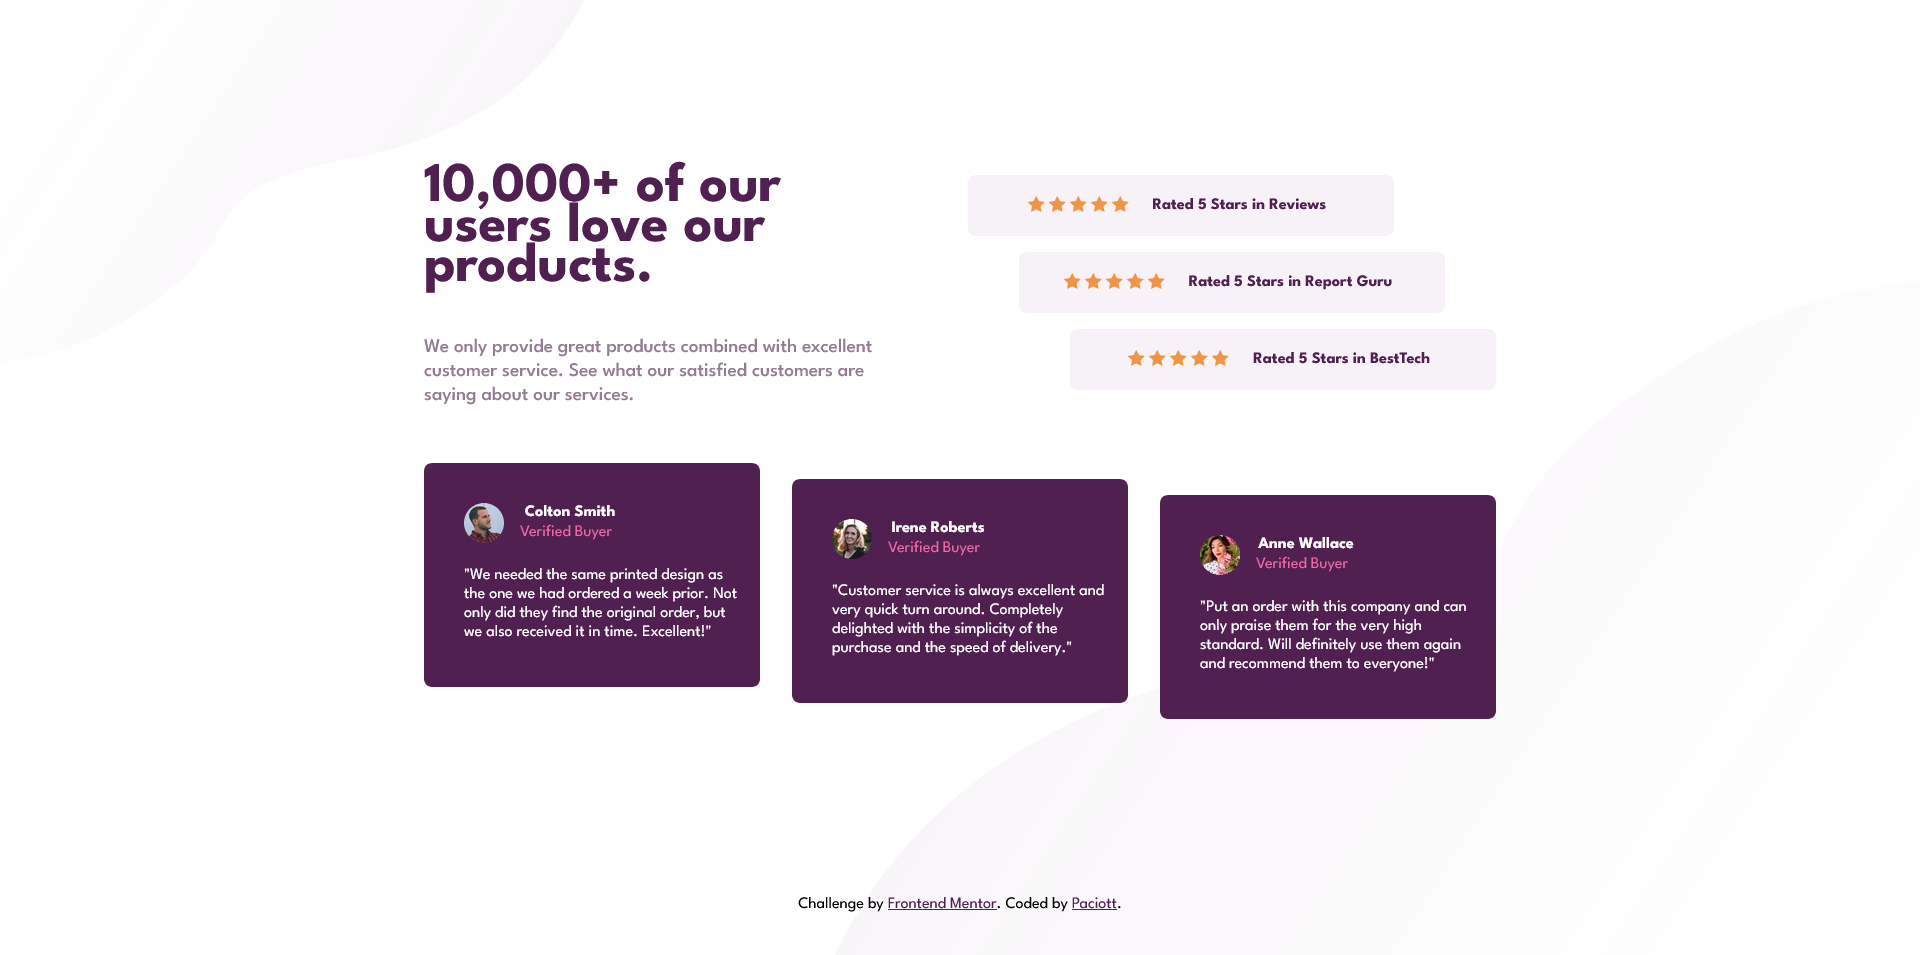 10,000+ of our
users love our
products.
We only provide great products combined with excellent
customer service. See what our satisfied customers are
saying about our services.
Rated 5 Stars in Reviews
Rated 5 Stars in Report Guru
Rated 5 Stars in BestTech
Colton Smith
Verified Buyer
"We needed the same printed design as
the one we had ordered a week prior. Not
only did they find the original order, but
we also received it in time. Excellent!"
Irene Roberts
Verified Buyer
"Customer service is always excellent and
very quick turn around. Completely
delighted with the simplicity of the
purchase and the speed of delivery."
Anne Wallace
Verified Buyer
"Put an order with this company and can
only praise them for the very high
standard. Will definitely use them again
and recommend them to everyone!"
Challenge by Frontend Mentor. Coded by Paciott.